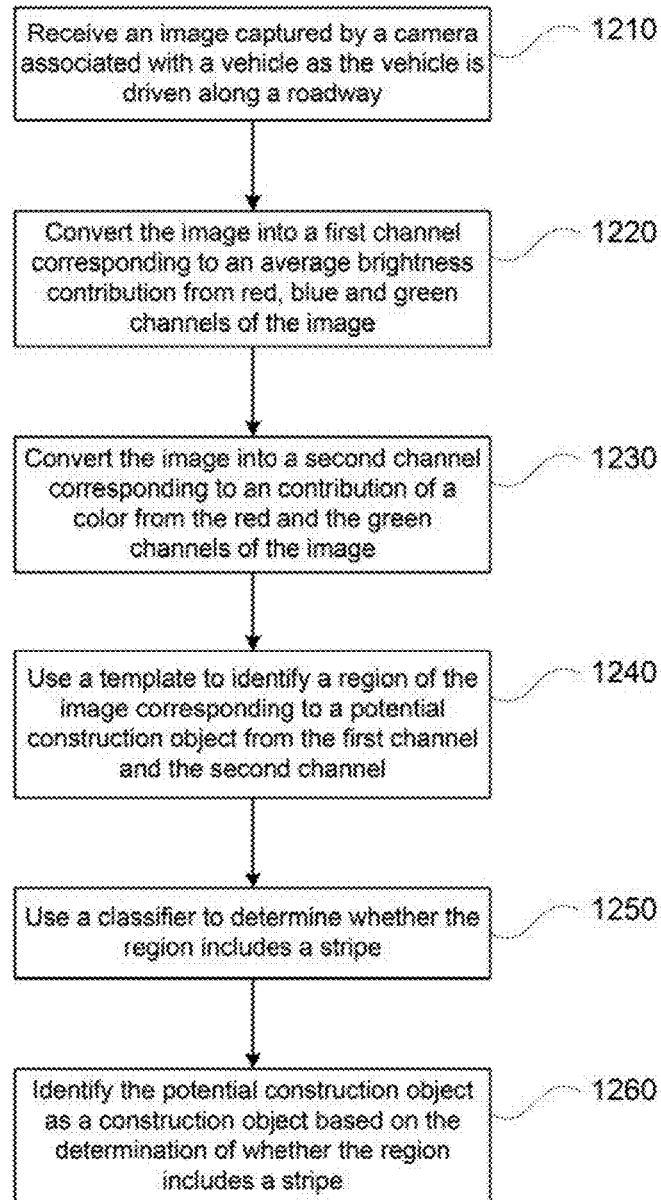 Receive an image captured by a camera
associated with a vehicle as the vehicle is
driven along a roadway
1210
Convert the image into a first channel
corresponding to an average brightness
contribution from red, blue and green
channels of the image
1220
Convert the image into a second channel
corresponding to an contribution of a
color from the red and the green
channels of the image
1230
Use a template to identify a region of the
image corresponding to a potential
construction object from the first channel
and the second channel
1240
Use a classifier to determine whether the
region includes a stripe
1250
Identify the potential construction object
as a construction object based on the
determination of whether the region
includes a stripe
1260